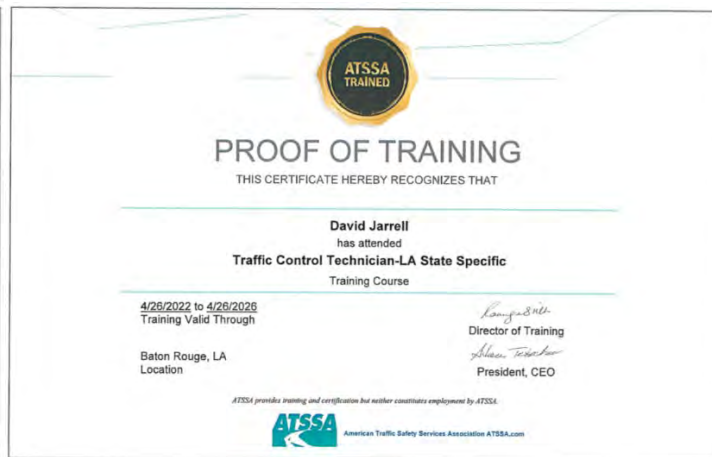 ATSSA
TRAINED
PROOF OF TRAINING
THIS CERTIFICATE HEREBY RECOGNIZES THAT
David Jarrell
has attended
Traffic Control Technician-LA State Specific
Training Course
4/26/2022 to 4/26/2026
Training Valid Through
Director of Training
Baton Rouge, LA
Location
President, CEO
ATSSA provides training and certification but neither constitutes employment by ATSSA.
ATSSA
American Traffic Safety Services Association ATSSA.com